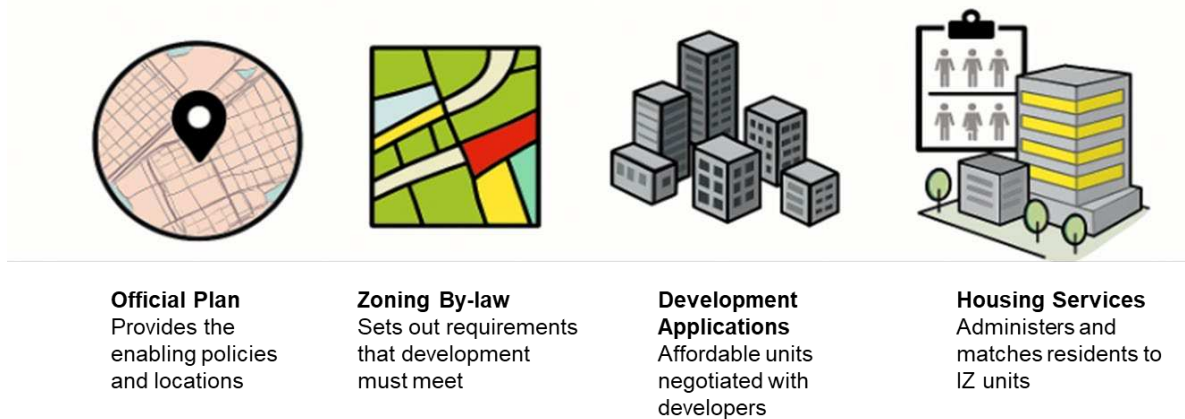 Official Plan
Provides the
enabling policies
and locations
Zoning By-law
Sets out requirements
that development
must meet
Development
Applications
Affordable units
negotiated with
developers
Housing Services
Administers and
matches residents to
IZ units